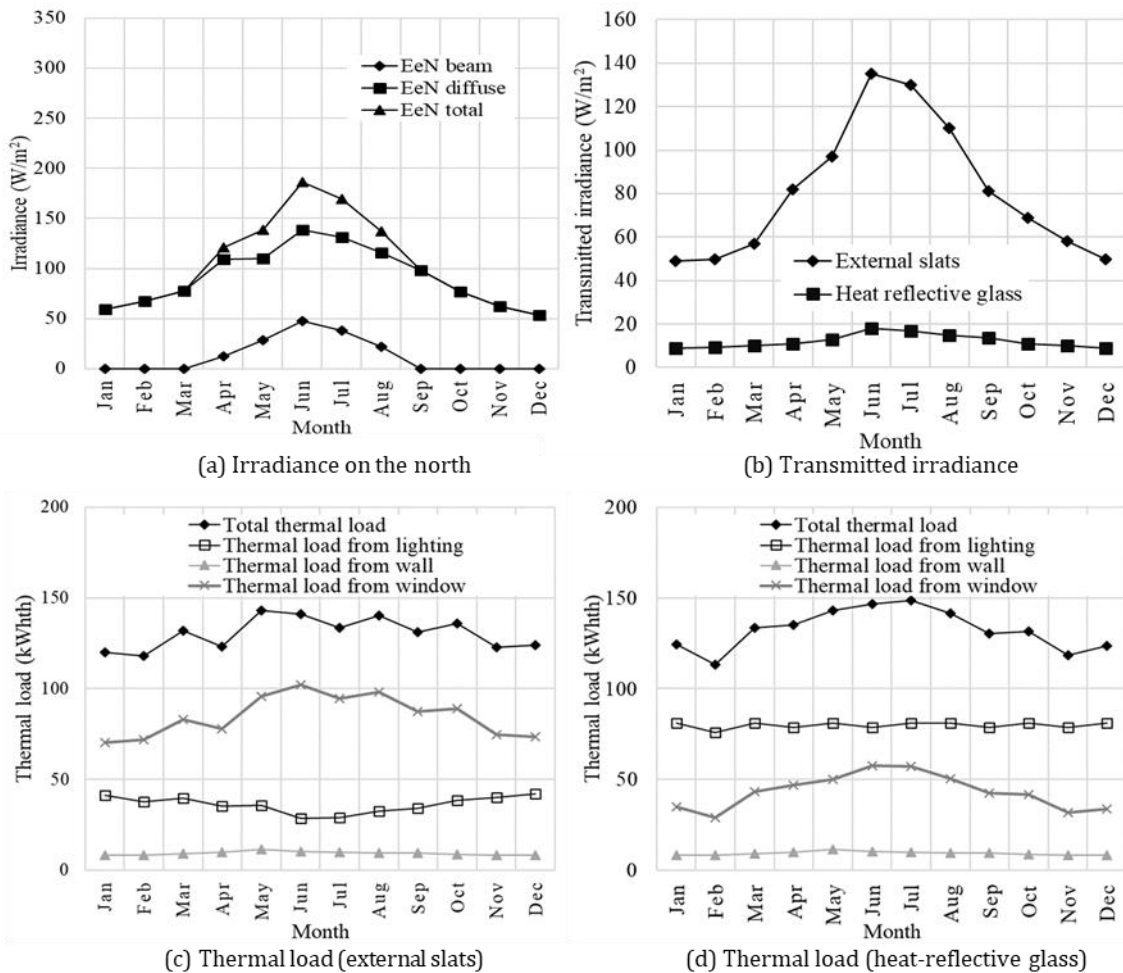 350
300
250
200
150
100
50
0
Irradiance (W/m²)
EeN beam
EeN diffuse
EeN total
Jan Feb Mar Apr May Jun Jul Aug Sep Oct Nov Dec
Month
(a) Irradiance on the north
160
140
120
100
80
60
40
20
0
Transmitted irradiance (W/m²)
External slats
Heat reflective glass
Jan Feb Mar Apr May Jun Jul Aug Sep Oct Nov Dec
Month
(b) Transmitted irradiance
200
150
100
50
0
Thermal load (kWhth)
Total thermal load
Thermal load from lighting
Thermal load from wall
Thermal load from window
Jan Feb Mar Apr May Jun Jul Aug Sep Oct Nov Dec
Month
(c) Thermal load (external slats)
200
150
100
50
0
Thermal load (kWhth)
Total thermal load
Thermal load from lighting
Thermal load from wall
Thermal load from window
Jan Feb Mar Apr May Jun Jul Aug Sep Oct Nov Dec
Month
(d) Thermal load (heat-reflective glass)